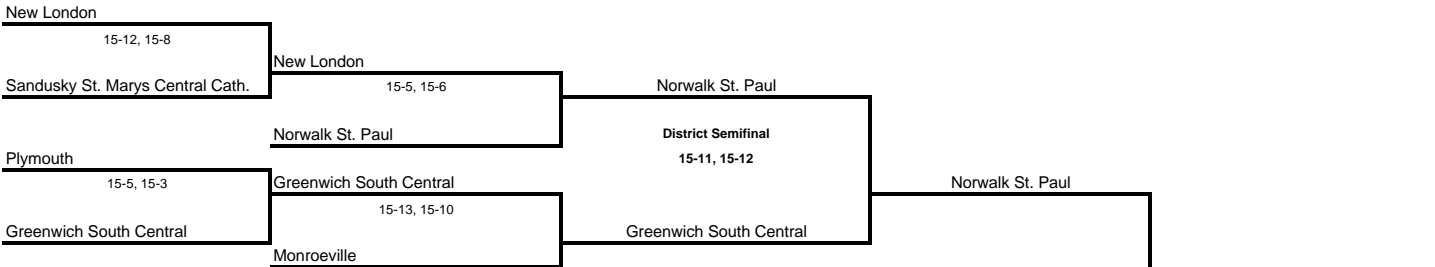 New London
15-12, 15-8
New London
Sandusky St. Marys Central Cath.
15-5, 15-6
Norwalk St. Paul
Norwalk St. Paul
District Semifinal
Plymouth
15-11, 15-12
15-5, 15-3
Greenwich South Central
Norwalk St. Paul
15-13, 15-10
Greenwich South Central
Greenwich South Central
Monroeville